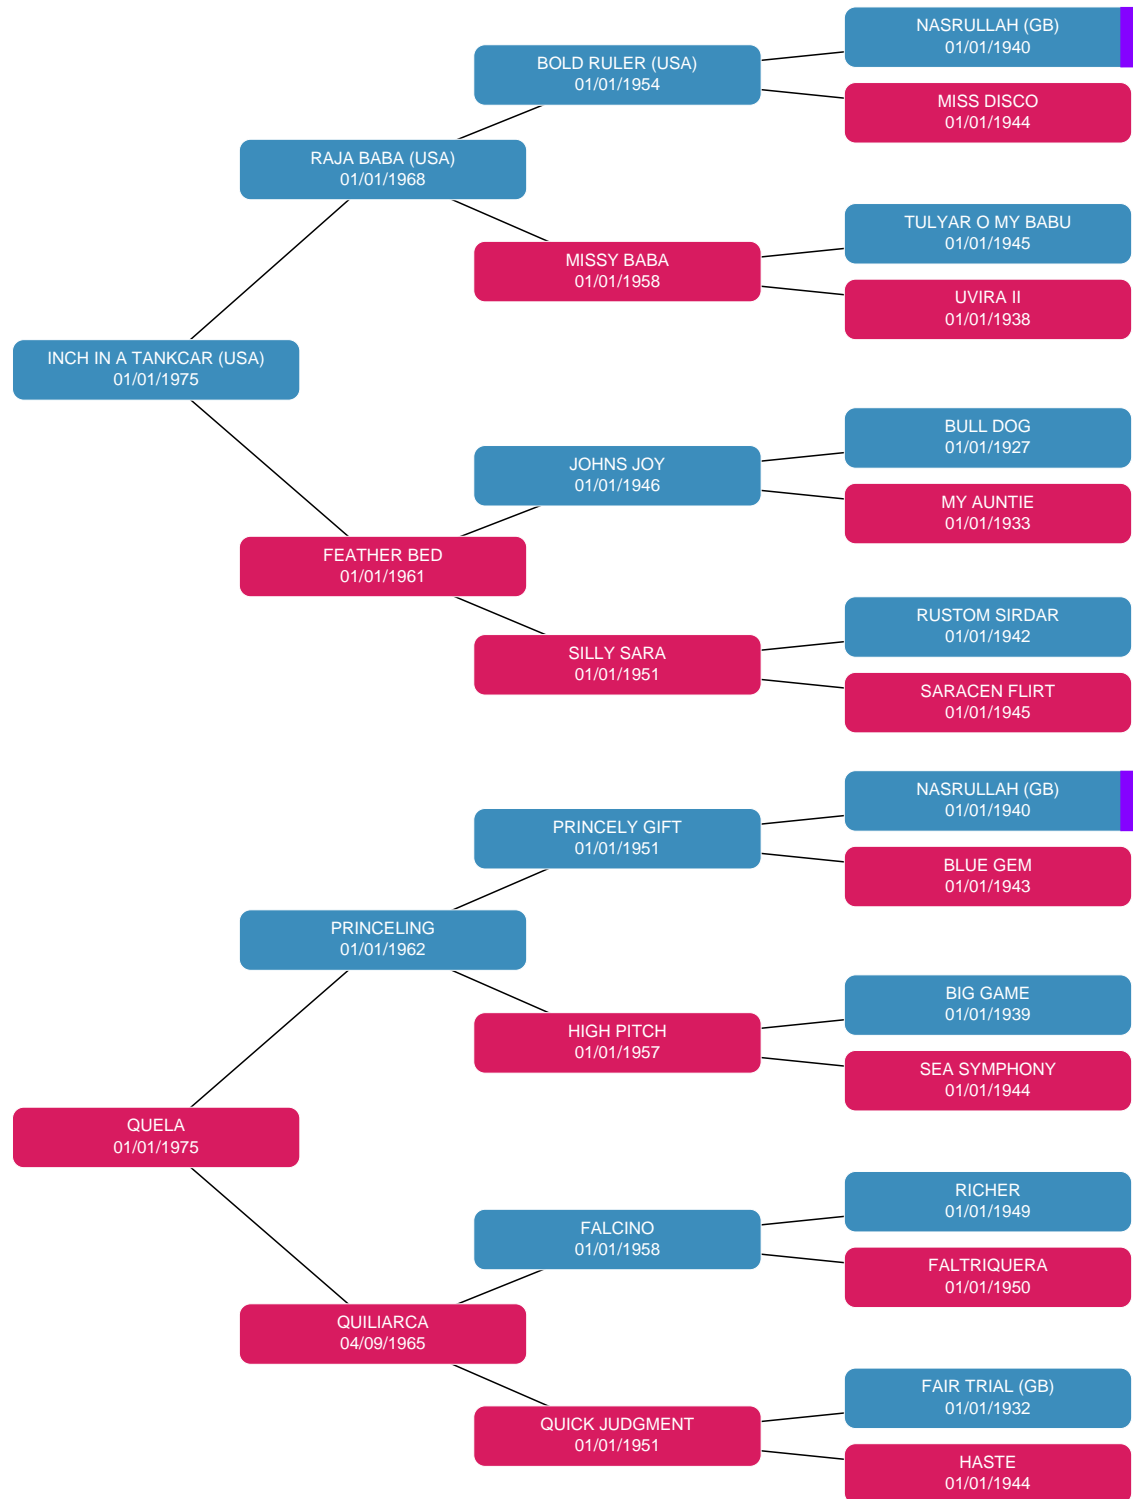 NASRULLAH (GB)
01/01/1940
BOLD RULER (USA)
01/01/1954
MISS DISCO
01/01/1944
RAJA BABA (USA)
01/01/1968
TULYAR O MY BABU
01/01/1945
MISSY BABA
01/01/1958
UVIRA II
01/01/1938
INCH IN A TANKCAR (USA)
01/01/1975
BULL DOG
01/01/1927
JOHNS JOY
01/01/1946
MY AUNTIE
01/01/1933
FEATHER BED
01/01/1961
RUSTOM SIRDAR
01/01/1942
SILLY SARA
01/01/1951
SARACEN FLIRT
01/01/1945
NASRULLAH (GB)
01/01/1940
PRINCELY GIFT
01/01/1951
BLUE GEM
01/01/1943
PRINCELING
01/01/1962
BIG GAME
01/01/1939
HIGH PITCH
01/01/1957
SEA SYMPHONY
01/01/1944
QUELA
01/01/1975
RICHER
01/01/1949
FALCINO
01/01/1958
FALTRIQUERA
01/01/1950
QUILIARCA
04/09/1965
FAIR TRIAL (GB)
01/01/1932
QUICK JUDGMENT
01/01/1951
HASTE
01/01/1944